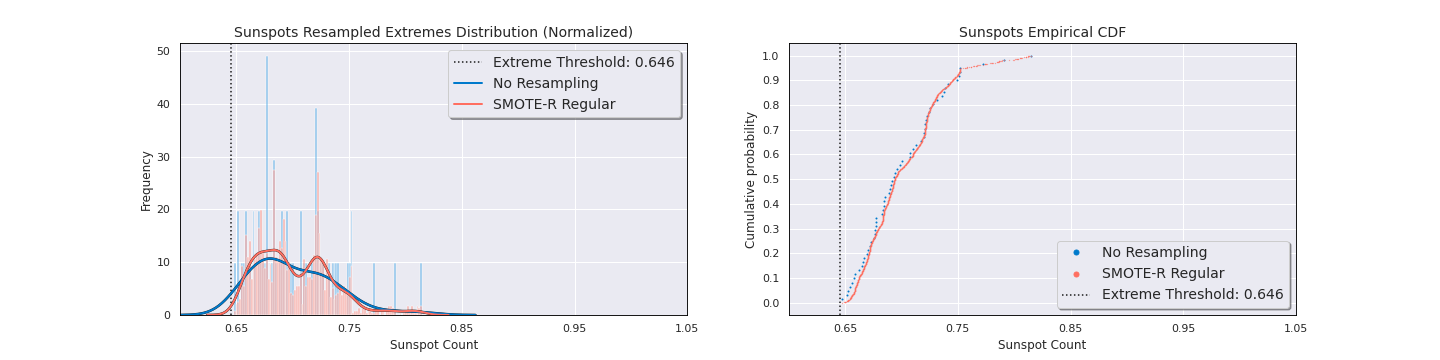 Sunspots Resampled Extremes Distribution (Normalized)
50
40
30
20
10
0
Frequency
0.65
0.75
0.85
0.95
1.05
Sunspot Count
Extreme Threshold: 0.646
No Resampling
SMOTE-R Regular
Sunspots Empirical CDF
1.0
0.9
0.8
0.7
0.6
0.5
0.4
0.3
0.2
0.1
0.0
Cumulative probability
0.65
0.75
0.85
0.95
1.05
Sunspot Count
No Resampling
SMOTE-R Regular
Extreme Threshold: 0.646